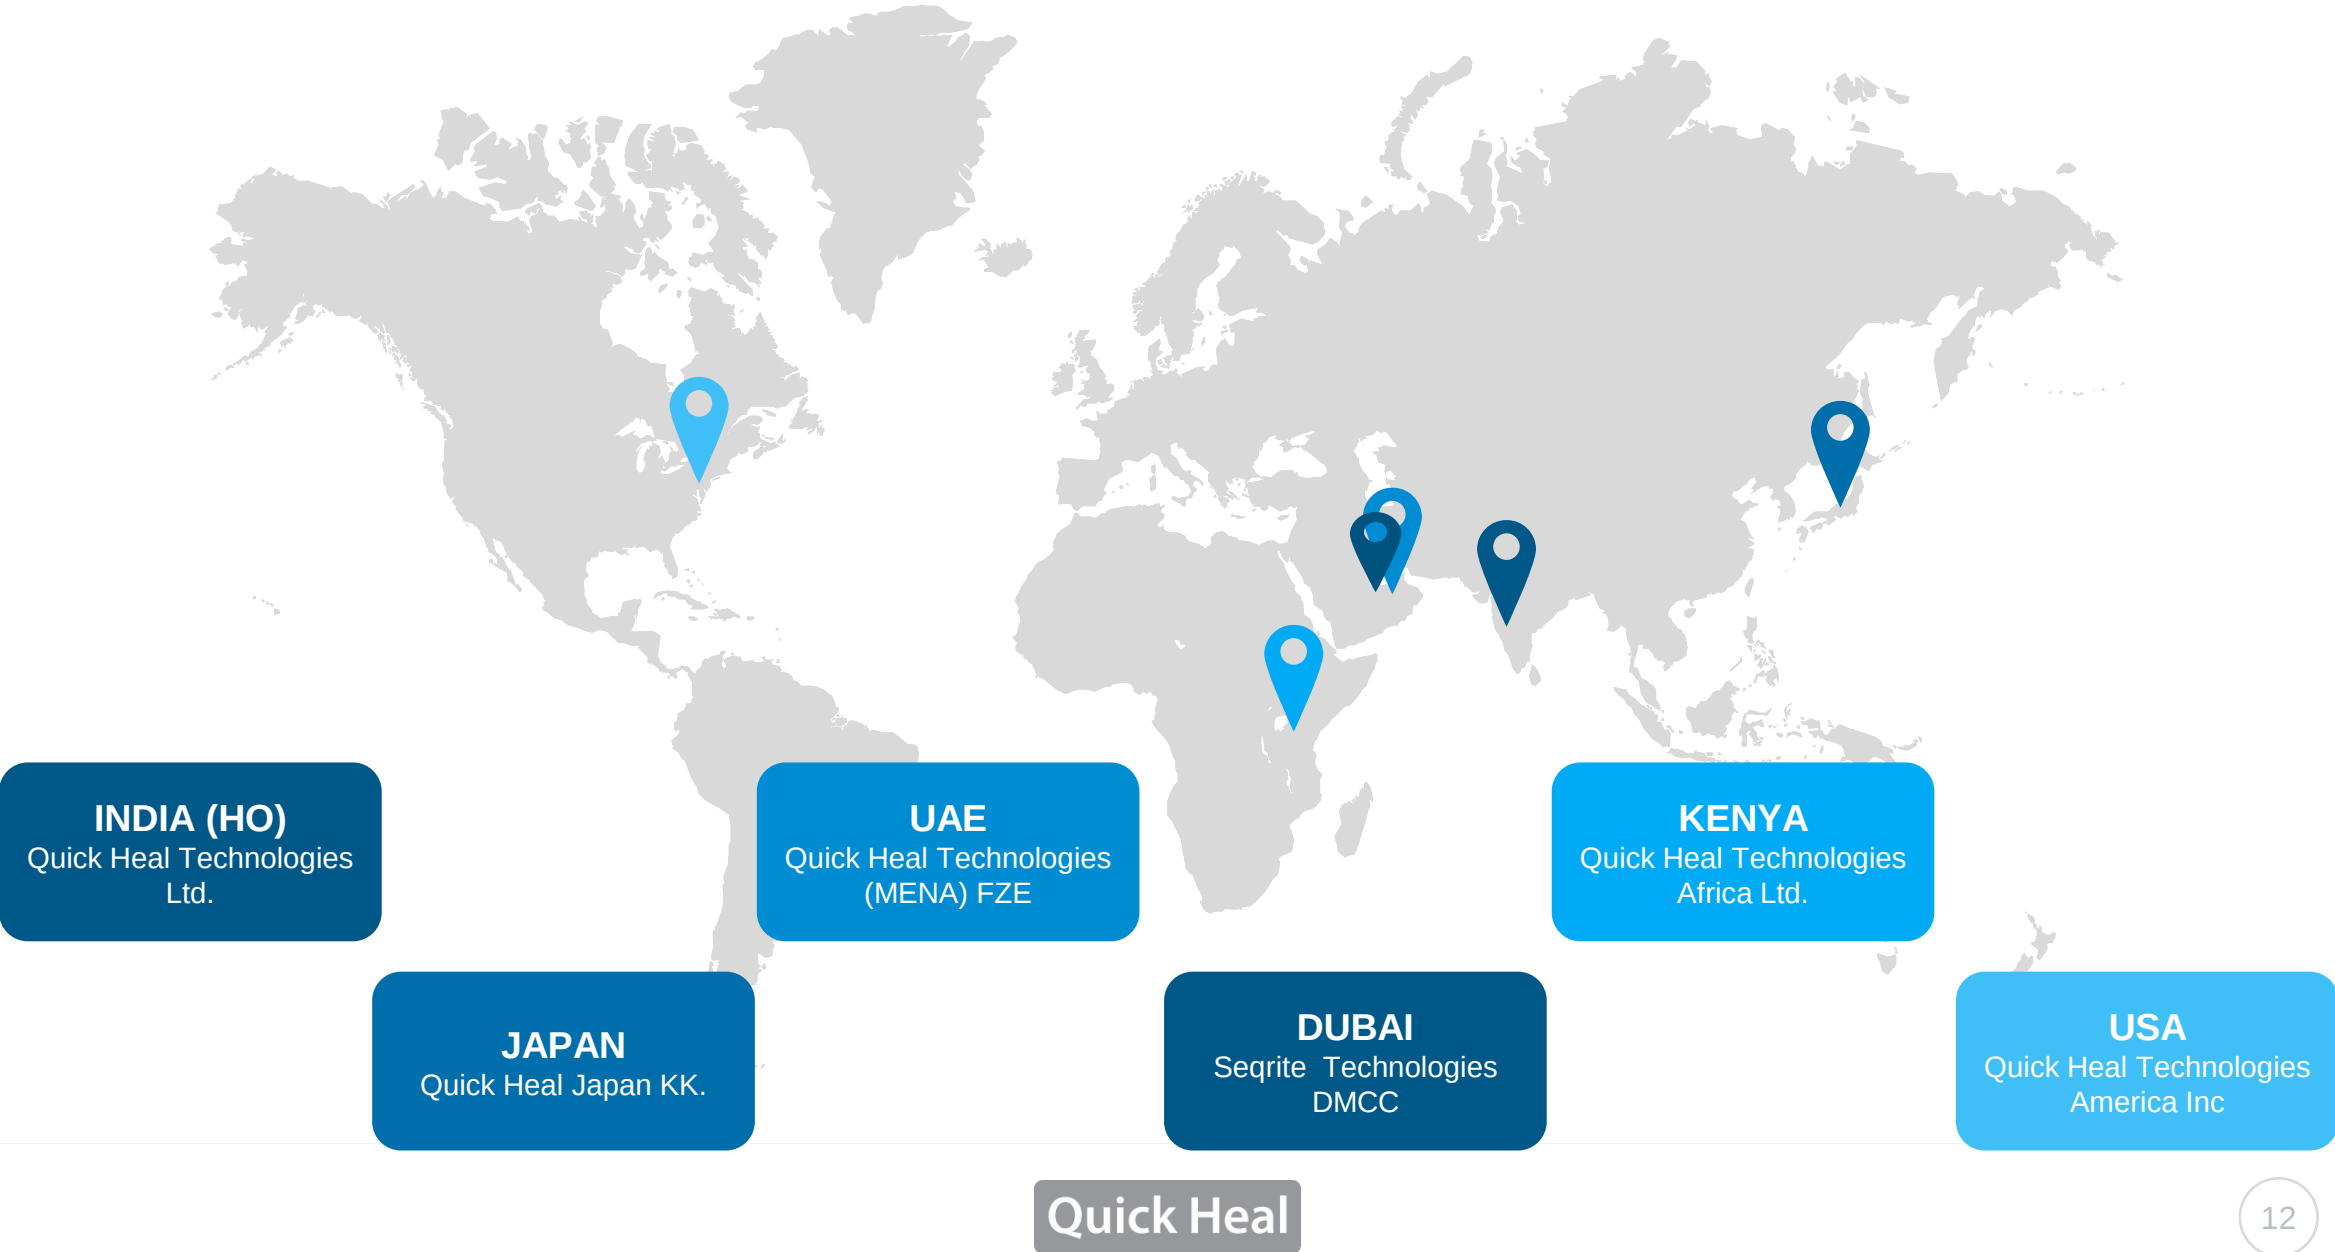 INDIA (HO)
Quick Heal Technologies
Ltd.
UAE
Quick Heal Technologies
(MENA) FZE
KENYA
Quick Heal Technologies
Africa Ltd.
JAPAN
Quick Heal Japan KK.
DUBAI
Seqrite  Technologies
DMCC
USA
Quick Heal Technologies
America Inc
Quick Heal
12